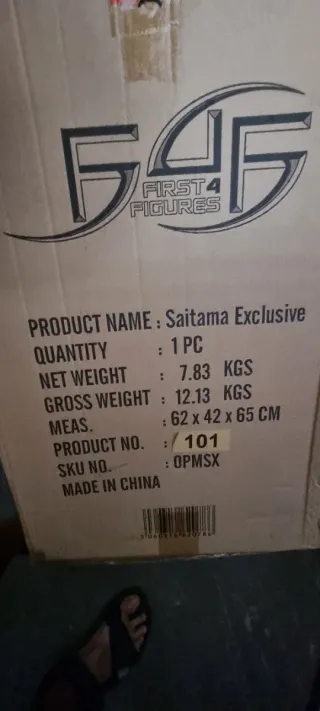 F4F
FIRST 4
FIGURES
PRODUCT NAME : Saitama Exclusive
QUANTITY : 1 PC
NET WEIGHT : 7.83 KGS
GROSS WEIGHT : 12.13 KGS
MEAS. : 62 x 42 x 65 CM
PRODUCT NO. : 101
SKU NO. : OPMSX
MADE IN CHINA